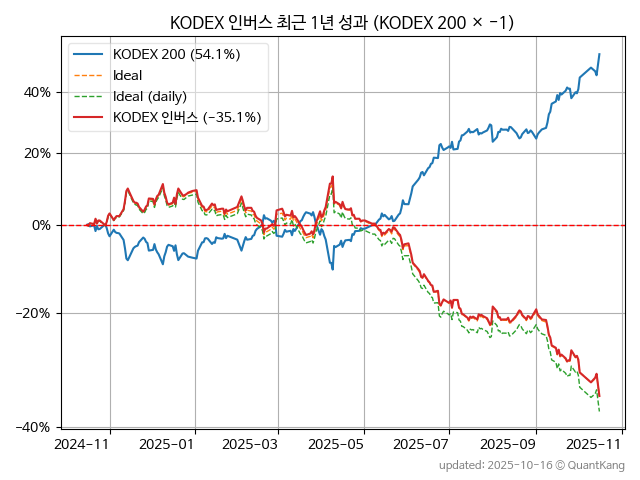 KODEX 인버스 최근 1년 성과 (KODEX 200 × −1)
KODEX 200 (54.1%)
Ideal
Ideal (daily)
KODEX 인버스 (−35.1%)
40%
20%
0%
−20%
−40%
2024-11 2025-01 2025-03 2025-05 2025-07 2025-09 2025-11
updated: 2025-10-16 © QuantKang